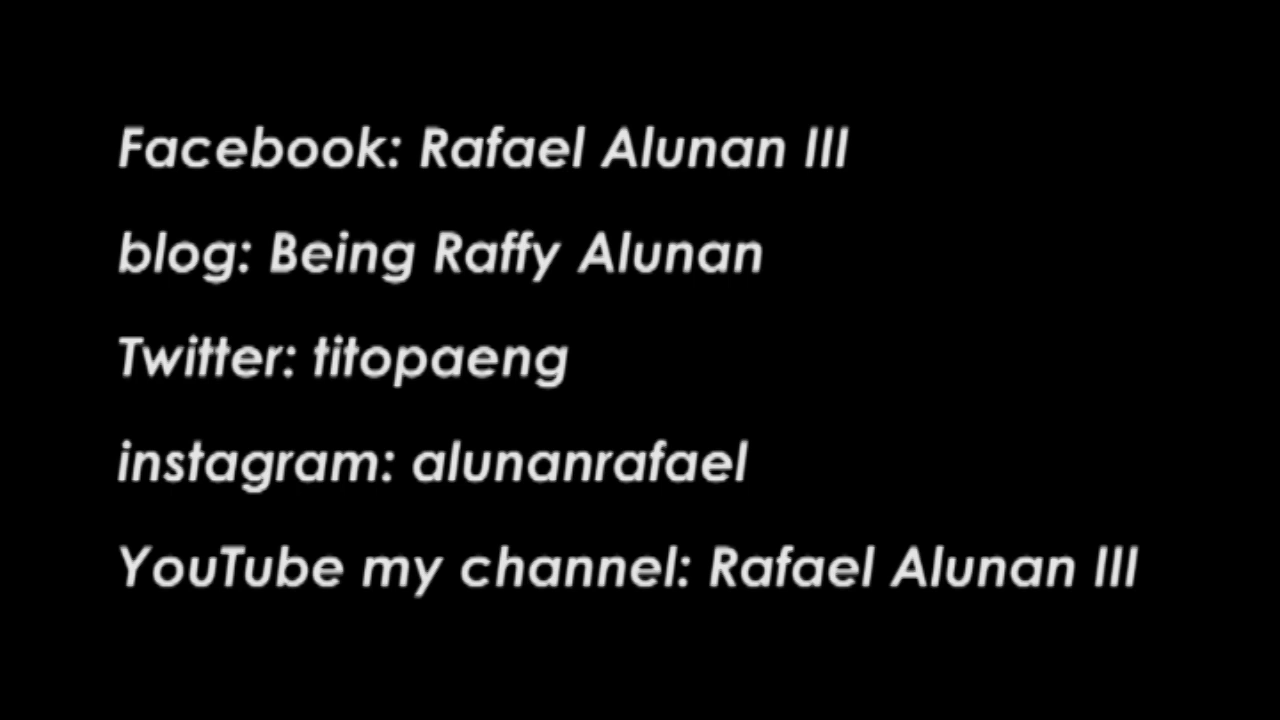 Facebook: Rafael Alunan III
blog: Being Raffy Alunan
Twitter: titopaeng
instagram: alunanrafael
YouTube my channel: Rafael Alunan III